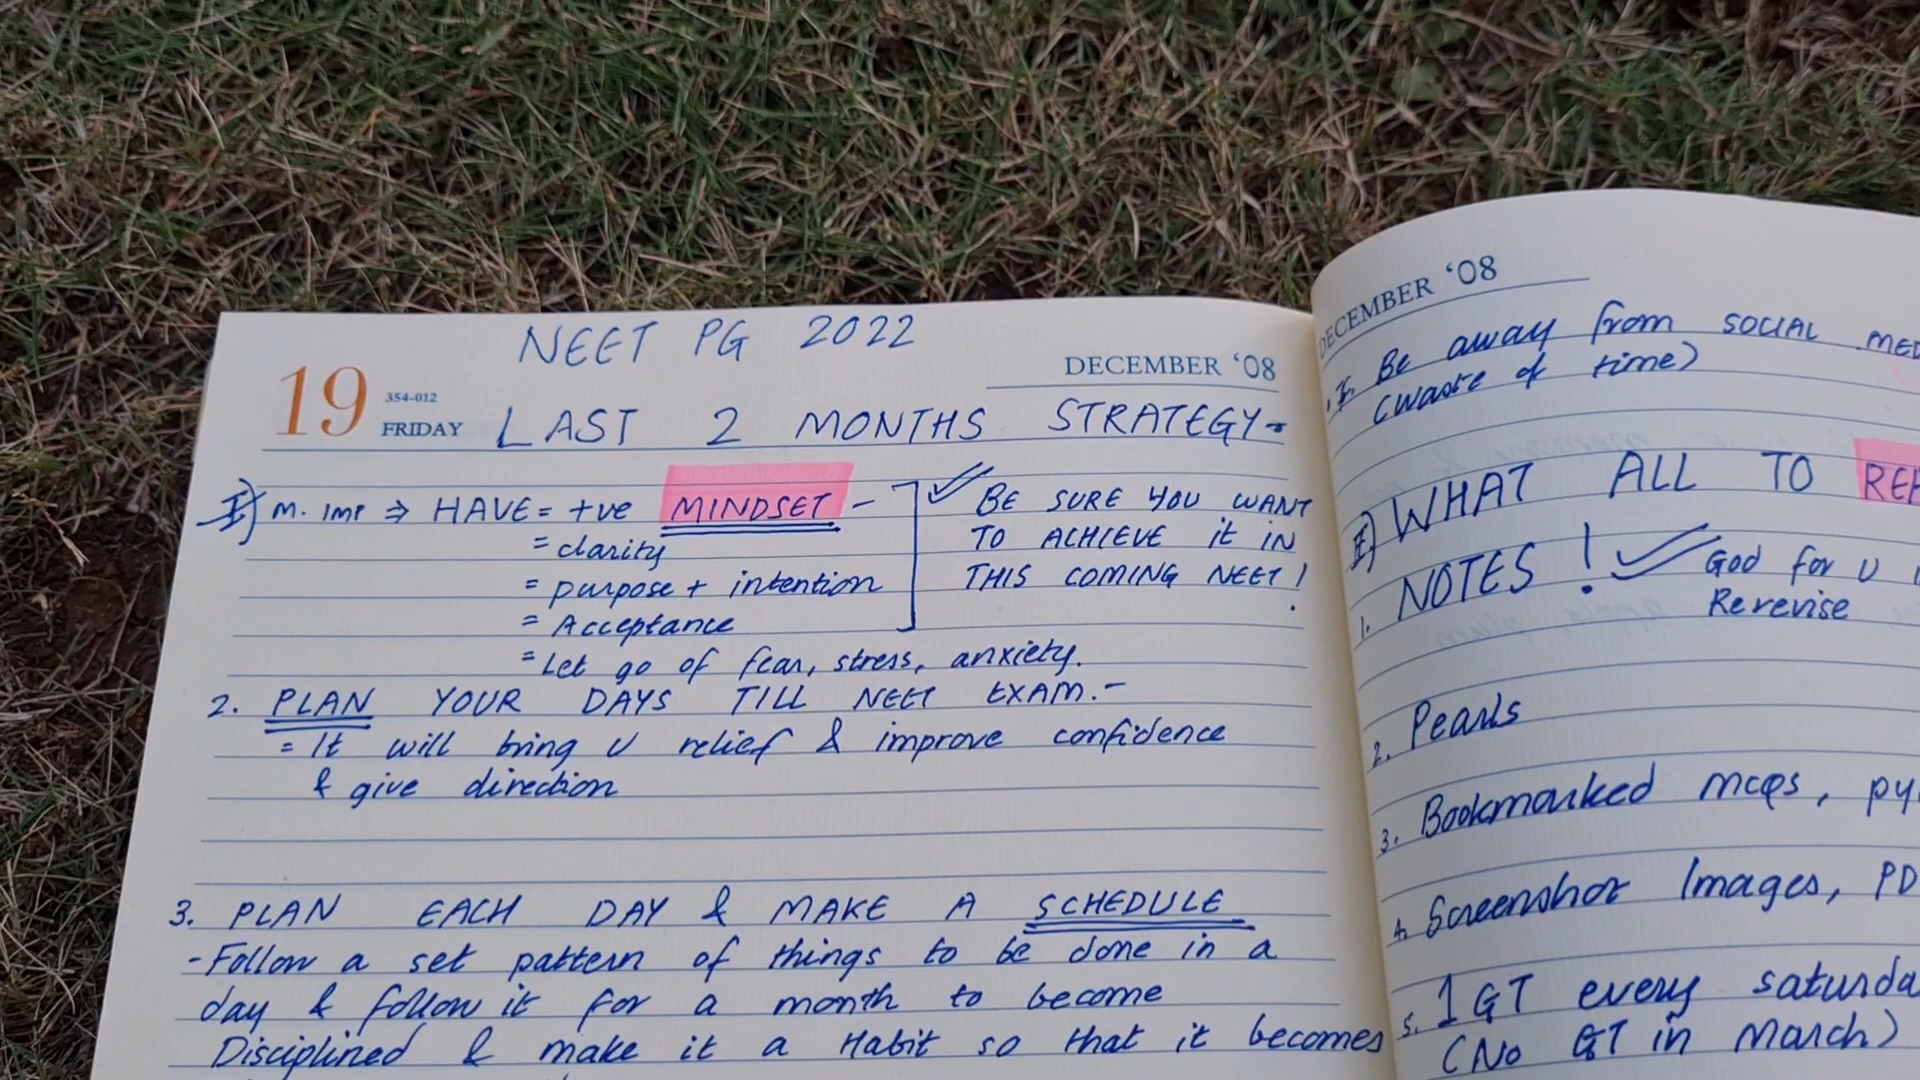 NEET PG 2022
19
354-012
FRIDAY
DECEMBER '08
LAST 2 MONTHS STRATEGY-
I) M. IMP ⇒ HAVE = +ve MINDSET -
= clarity
= purpose + intention
= Acceptance
= Let go of fear, stress, anxiety.
✓ BE SURE YOU WANT
TO ACHIEVE it IN
THIS COMING NEET!
2. PLAN YOUR DAYS TILL NEET EXAM.-
= It will bring U relief & improve confidence
& give direction
3. PLAN EACH DAY & MAKE A SCHEDULE
- Follow a set pattern of things to be done in a
day & follow it for a month to become
Disciplined & make it a Habit so that it becomes
DECEMBER '08
Be away from SOCIAL MED
(waste of time)
II) WHAT ALL TO
1. NOTES! ✓ God for U
Rerevise
2. Pearls
3. Bookmarked mcqs, py
4. Screenshot Images, PD
5. 1 GT every saturda
(No GT in March)